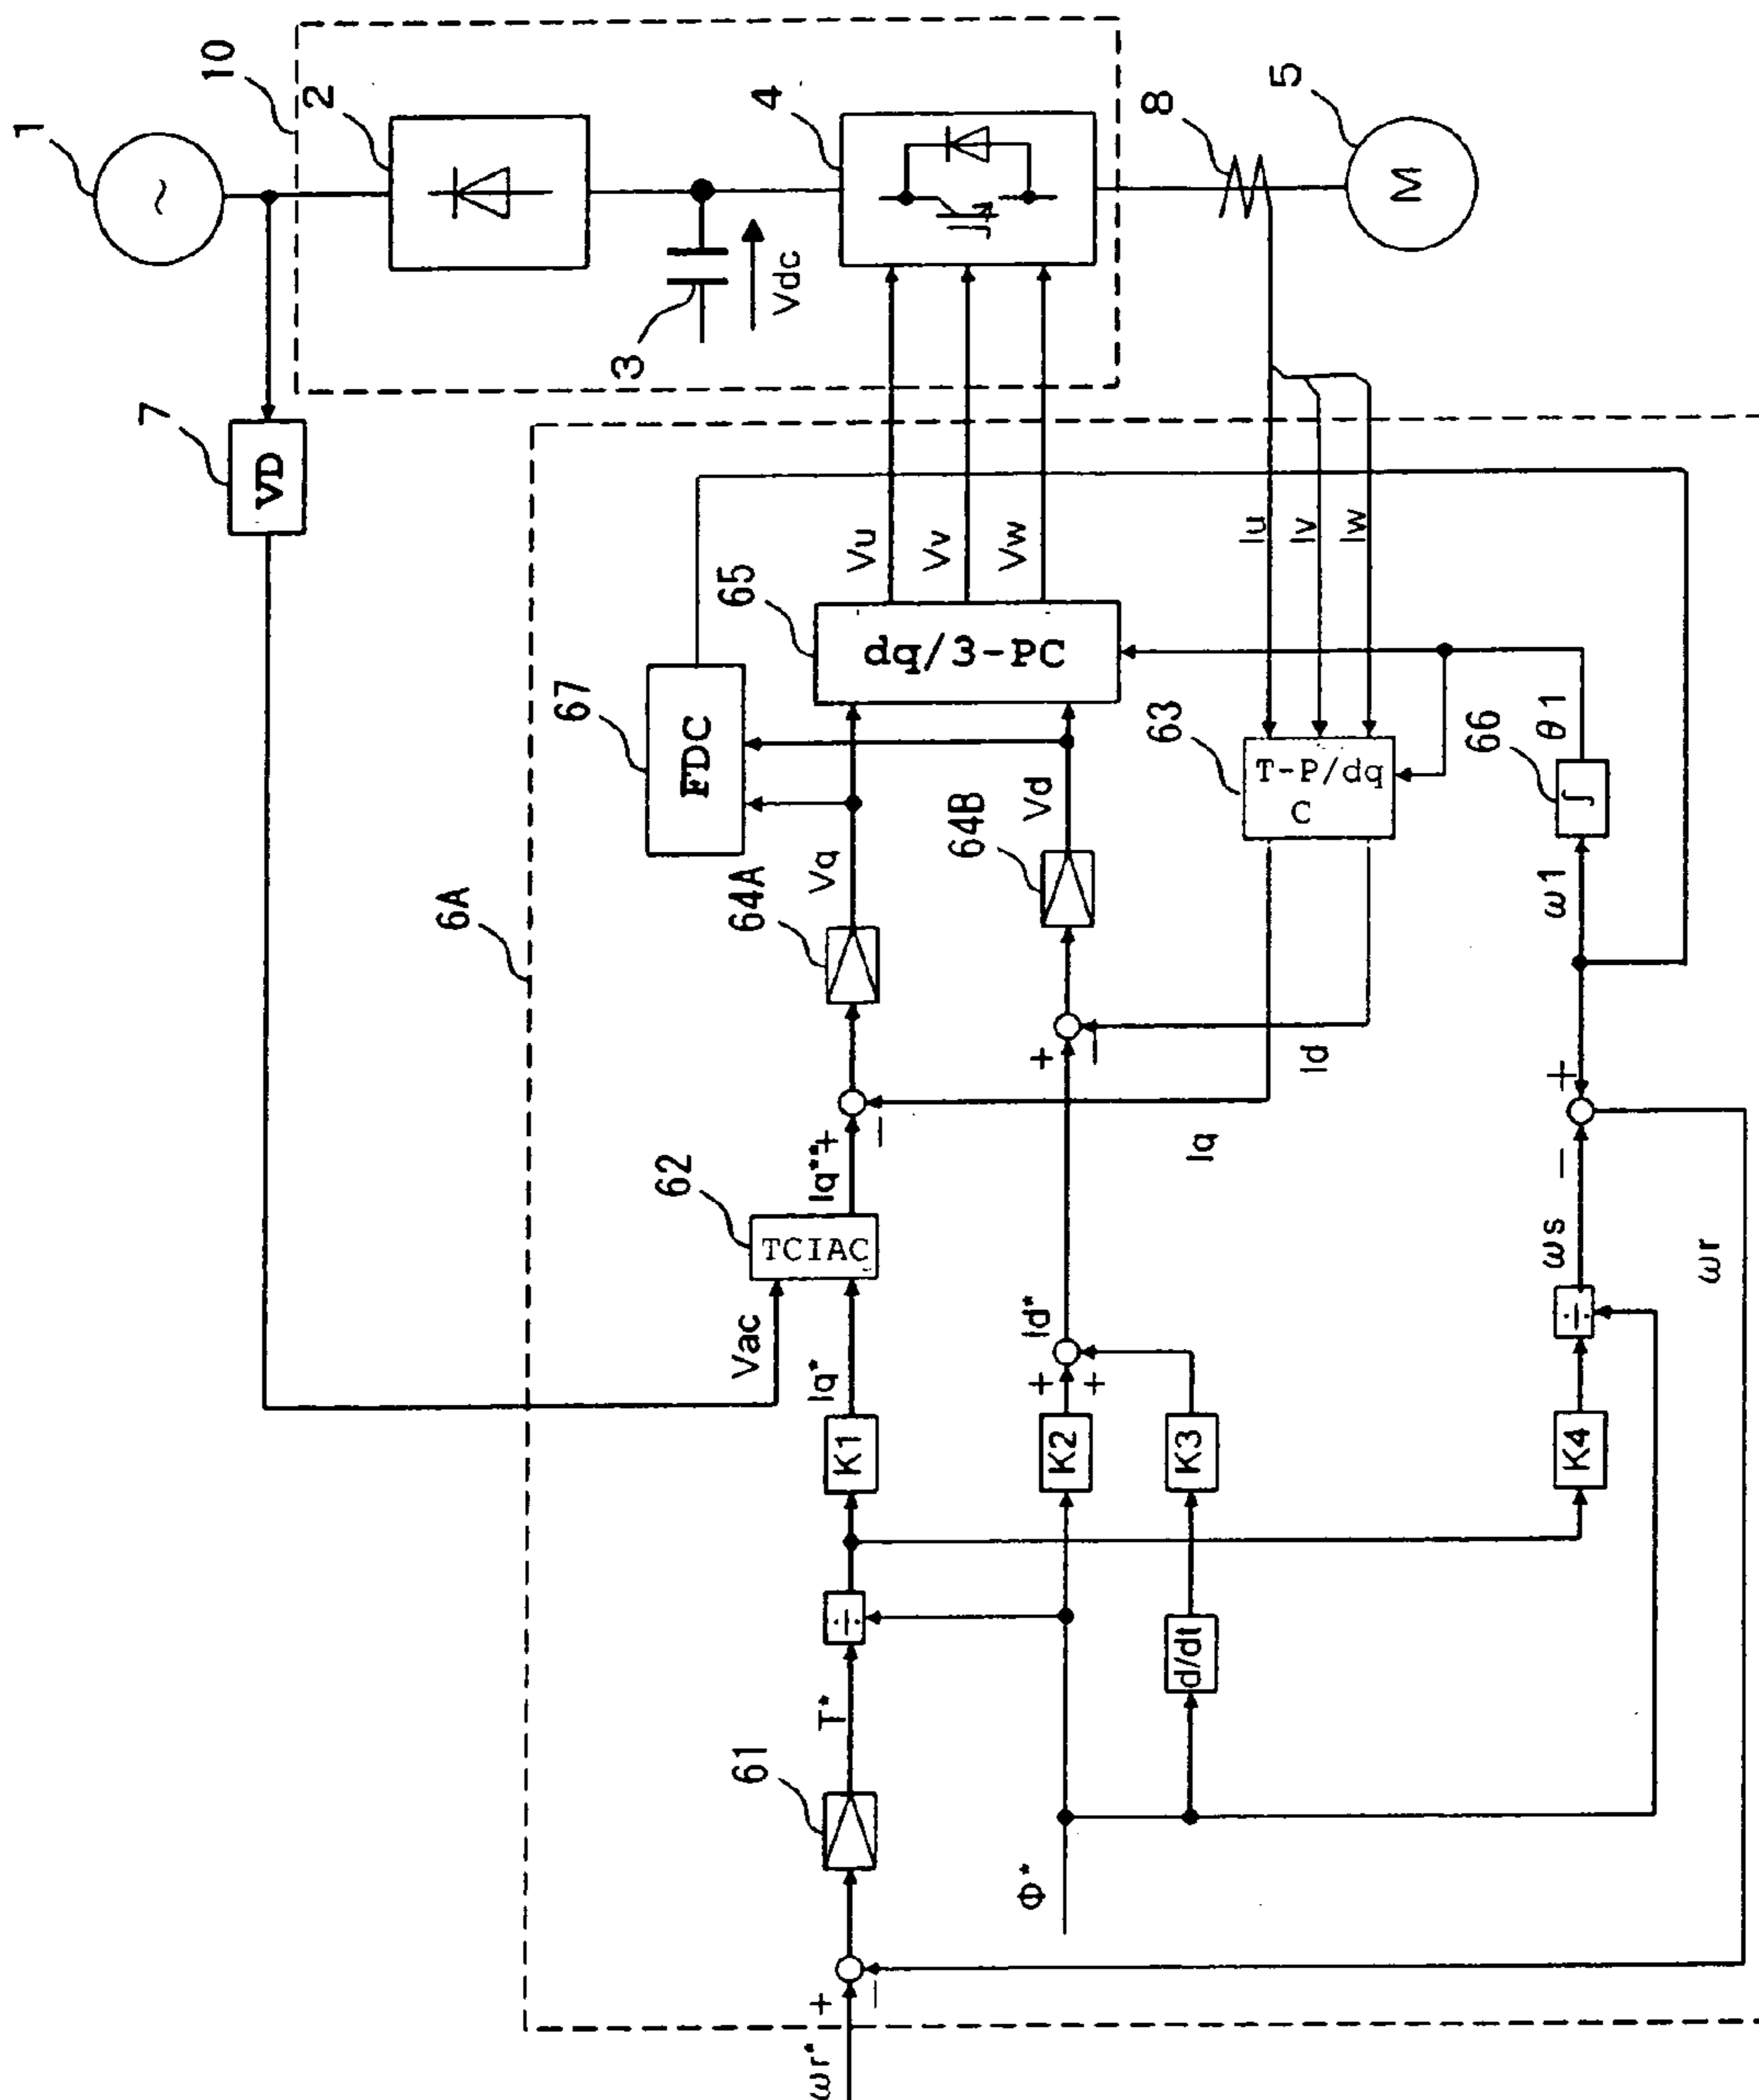 1
10
2
7
VD
3
Vdc
4
8
5
M
~
6A
67
FDC
65
dq/3-PC
Vu
Vv
Vw
Iu
Iv
Iw
64A
Vq
64B
Vd
63
T-P/dq
C
θ1
66
∫
ω1
62
TCIAC
Vac
Iq*
Iq**
+
−
Iq
+
−
Id
Id*
+
+
K1
K2
K3
K4
÷
ωs
−
+
ωr
61
T*
÷
d/dt
Φ*
ωr*
+
−